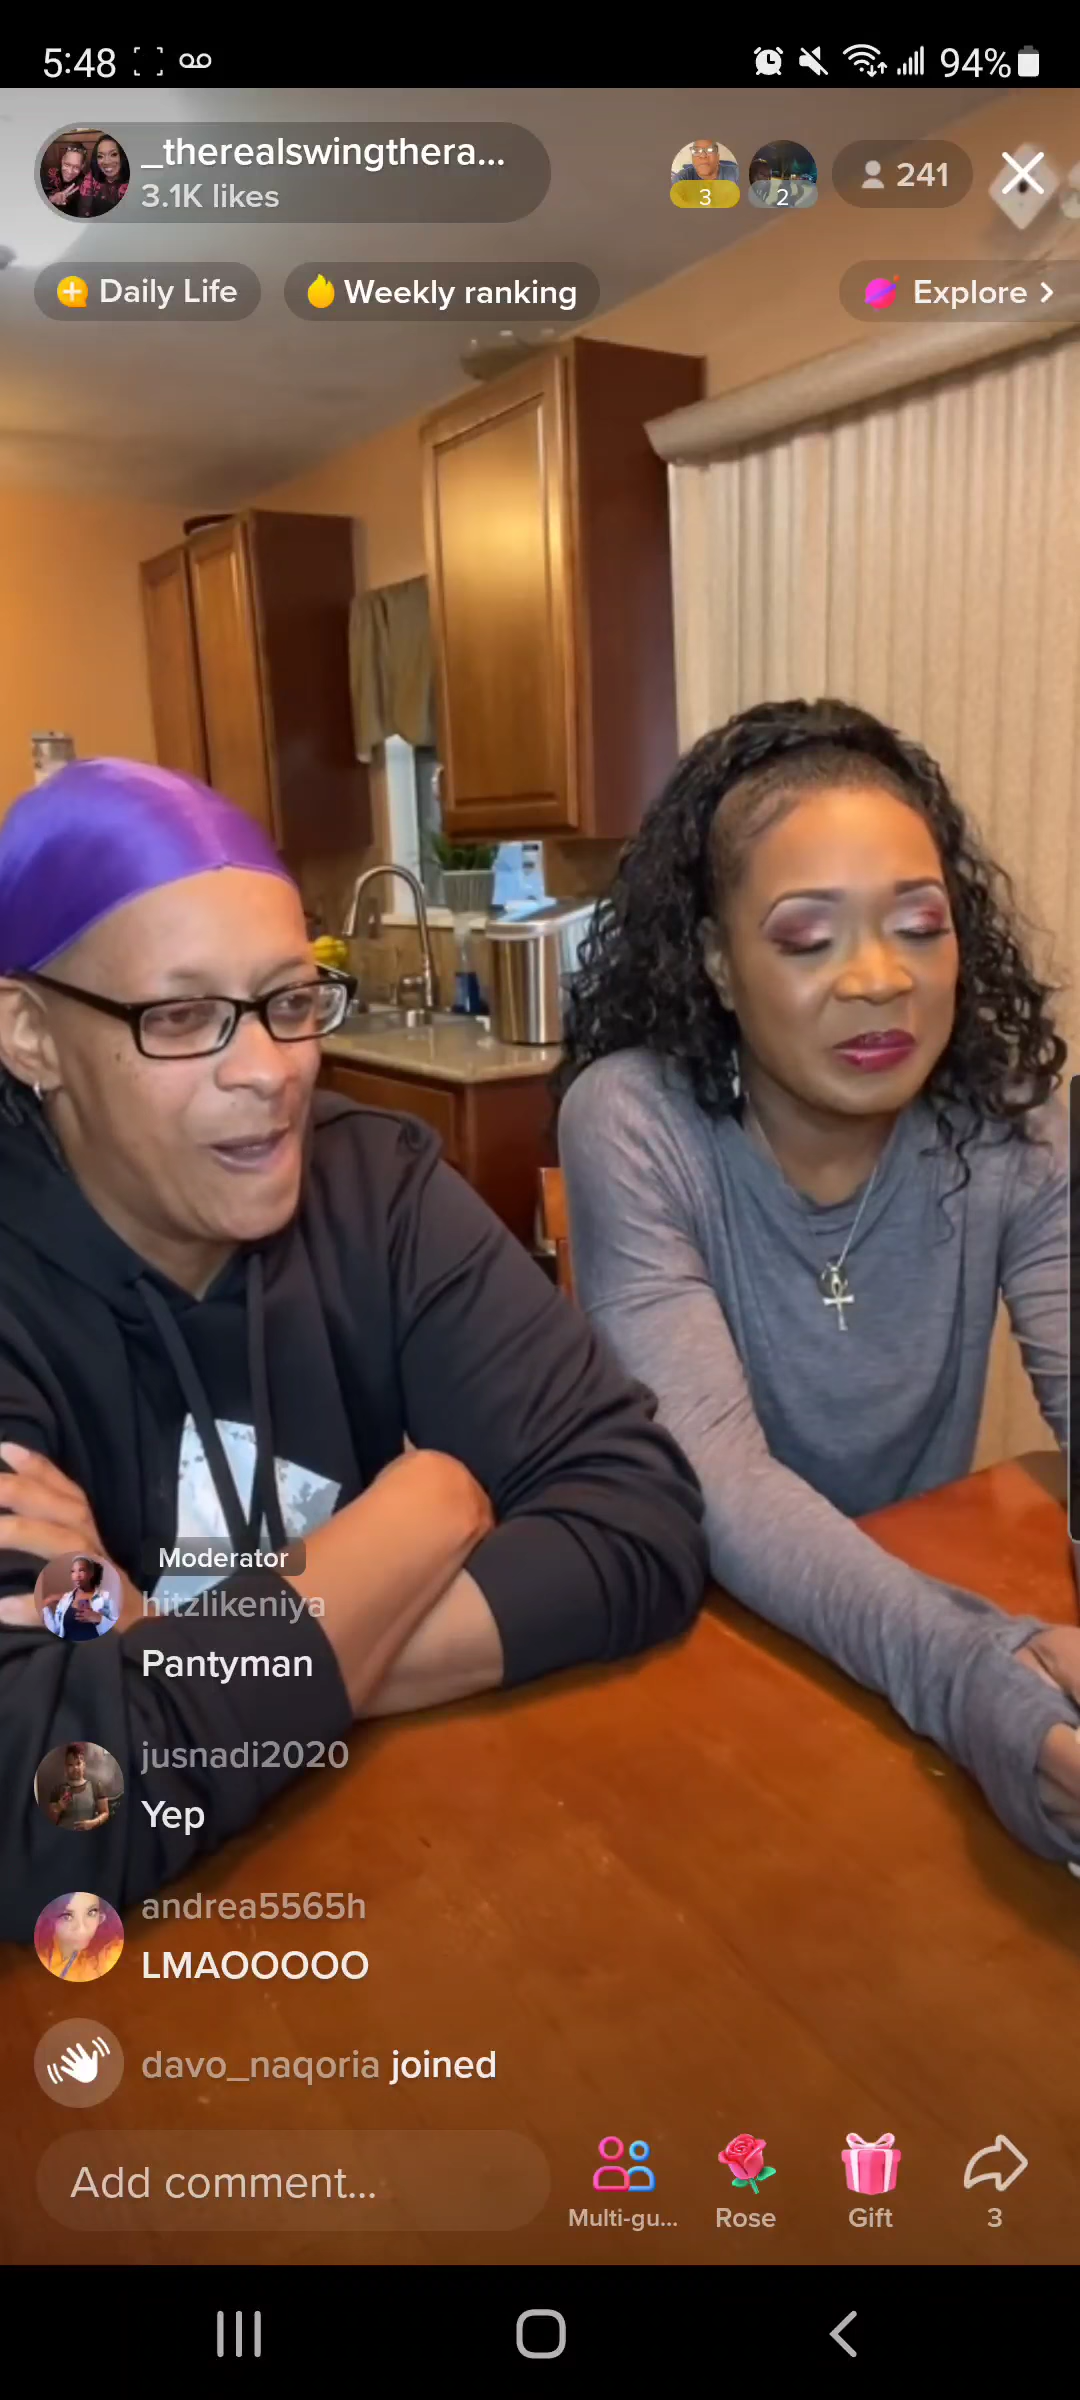 5:48
94%
_therealswingthera...
3.1K likes
3
2
241
Daily Life
Weekly ranking
Explore >
Moderator
hitzlikeniya
Pantyman
jusnadi2020
Yep
andrea5565h
LMAOOOOO
davo_naqoria joined
Add comment...
Multi-gu...
Rose
Gift
3